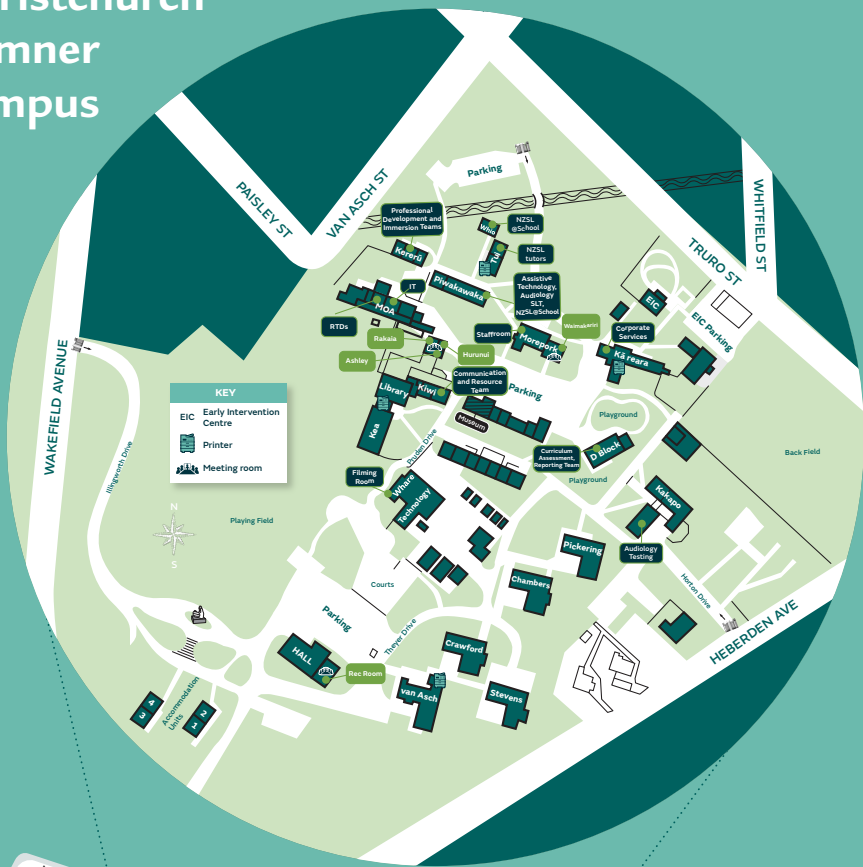 ristchurch
mner
mpus
PAISLEY ST
VAN ASCH ST
WHITFIELD ST
TRURO ST
WAKEFIELD AVENUE
HEBERDEN AVE
Parking
Professional
Development and
Immersion Teams
Kererū
Whio
NZSL
@School
Tui
NZSL
tutors
Piwakawaka
Assistive
Technology,
Audiology
SLT,
NZSL@School
IT
MOA
RTDs
Rakaia
Ashley
Hurunui
Staffroom
Morepork
Waimakariri
Corporate
Services
Kā reara
EIC
EIC Parking
Communication
and Resource
Team
Library
Kiwi
Kea
Parking
Museum
Playground
Curriculum
Assessment,
Reporting Team
D Block
Playground
Back Field
KEY
EIC Early Intervention
Centre
Printer
Meeting room
Illingworth Drive
Pruden Drive
Filming
Room
Whare
Technology
Kakapo
Audiology
Testing
N
S
Playing Field
Pickering
Chambers
Horton Drive
Courts
Parking
Theyer Drive
HALL
Rec Room
Crawford
van Asch
Stevens
Accommodation
Units
4
3
2
1